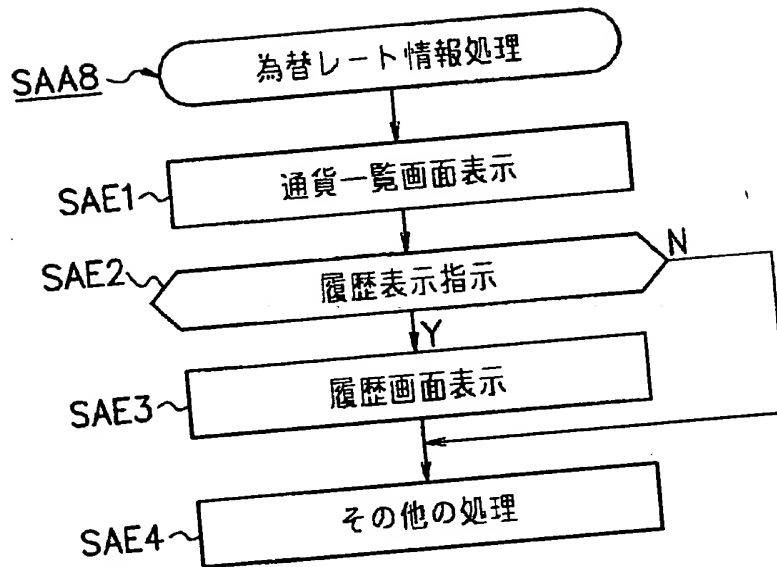 SAA8
為替レート情報処理
SAE1
通貨一覧画面表示
SAE2
履歴表示指示
N
Y
SAE3
履歴画面表示
SAE4
その他の処理